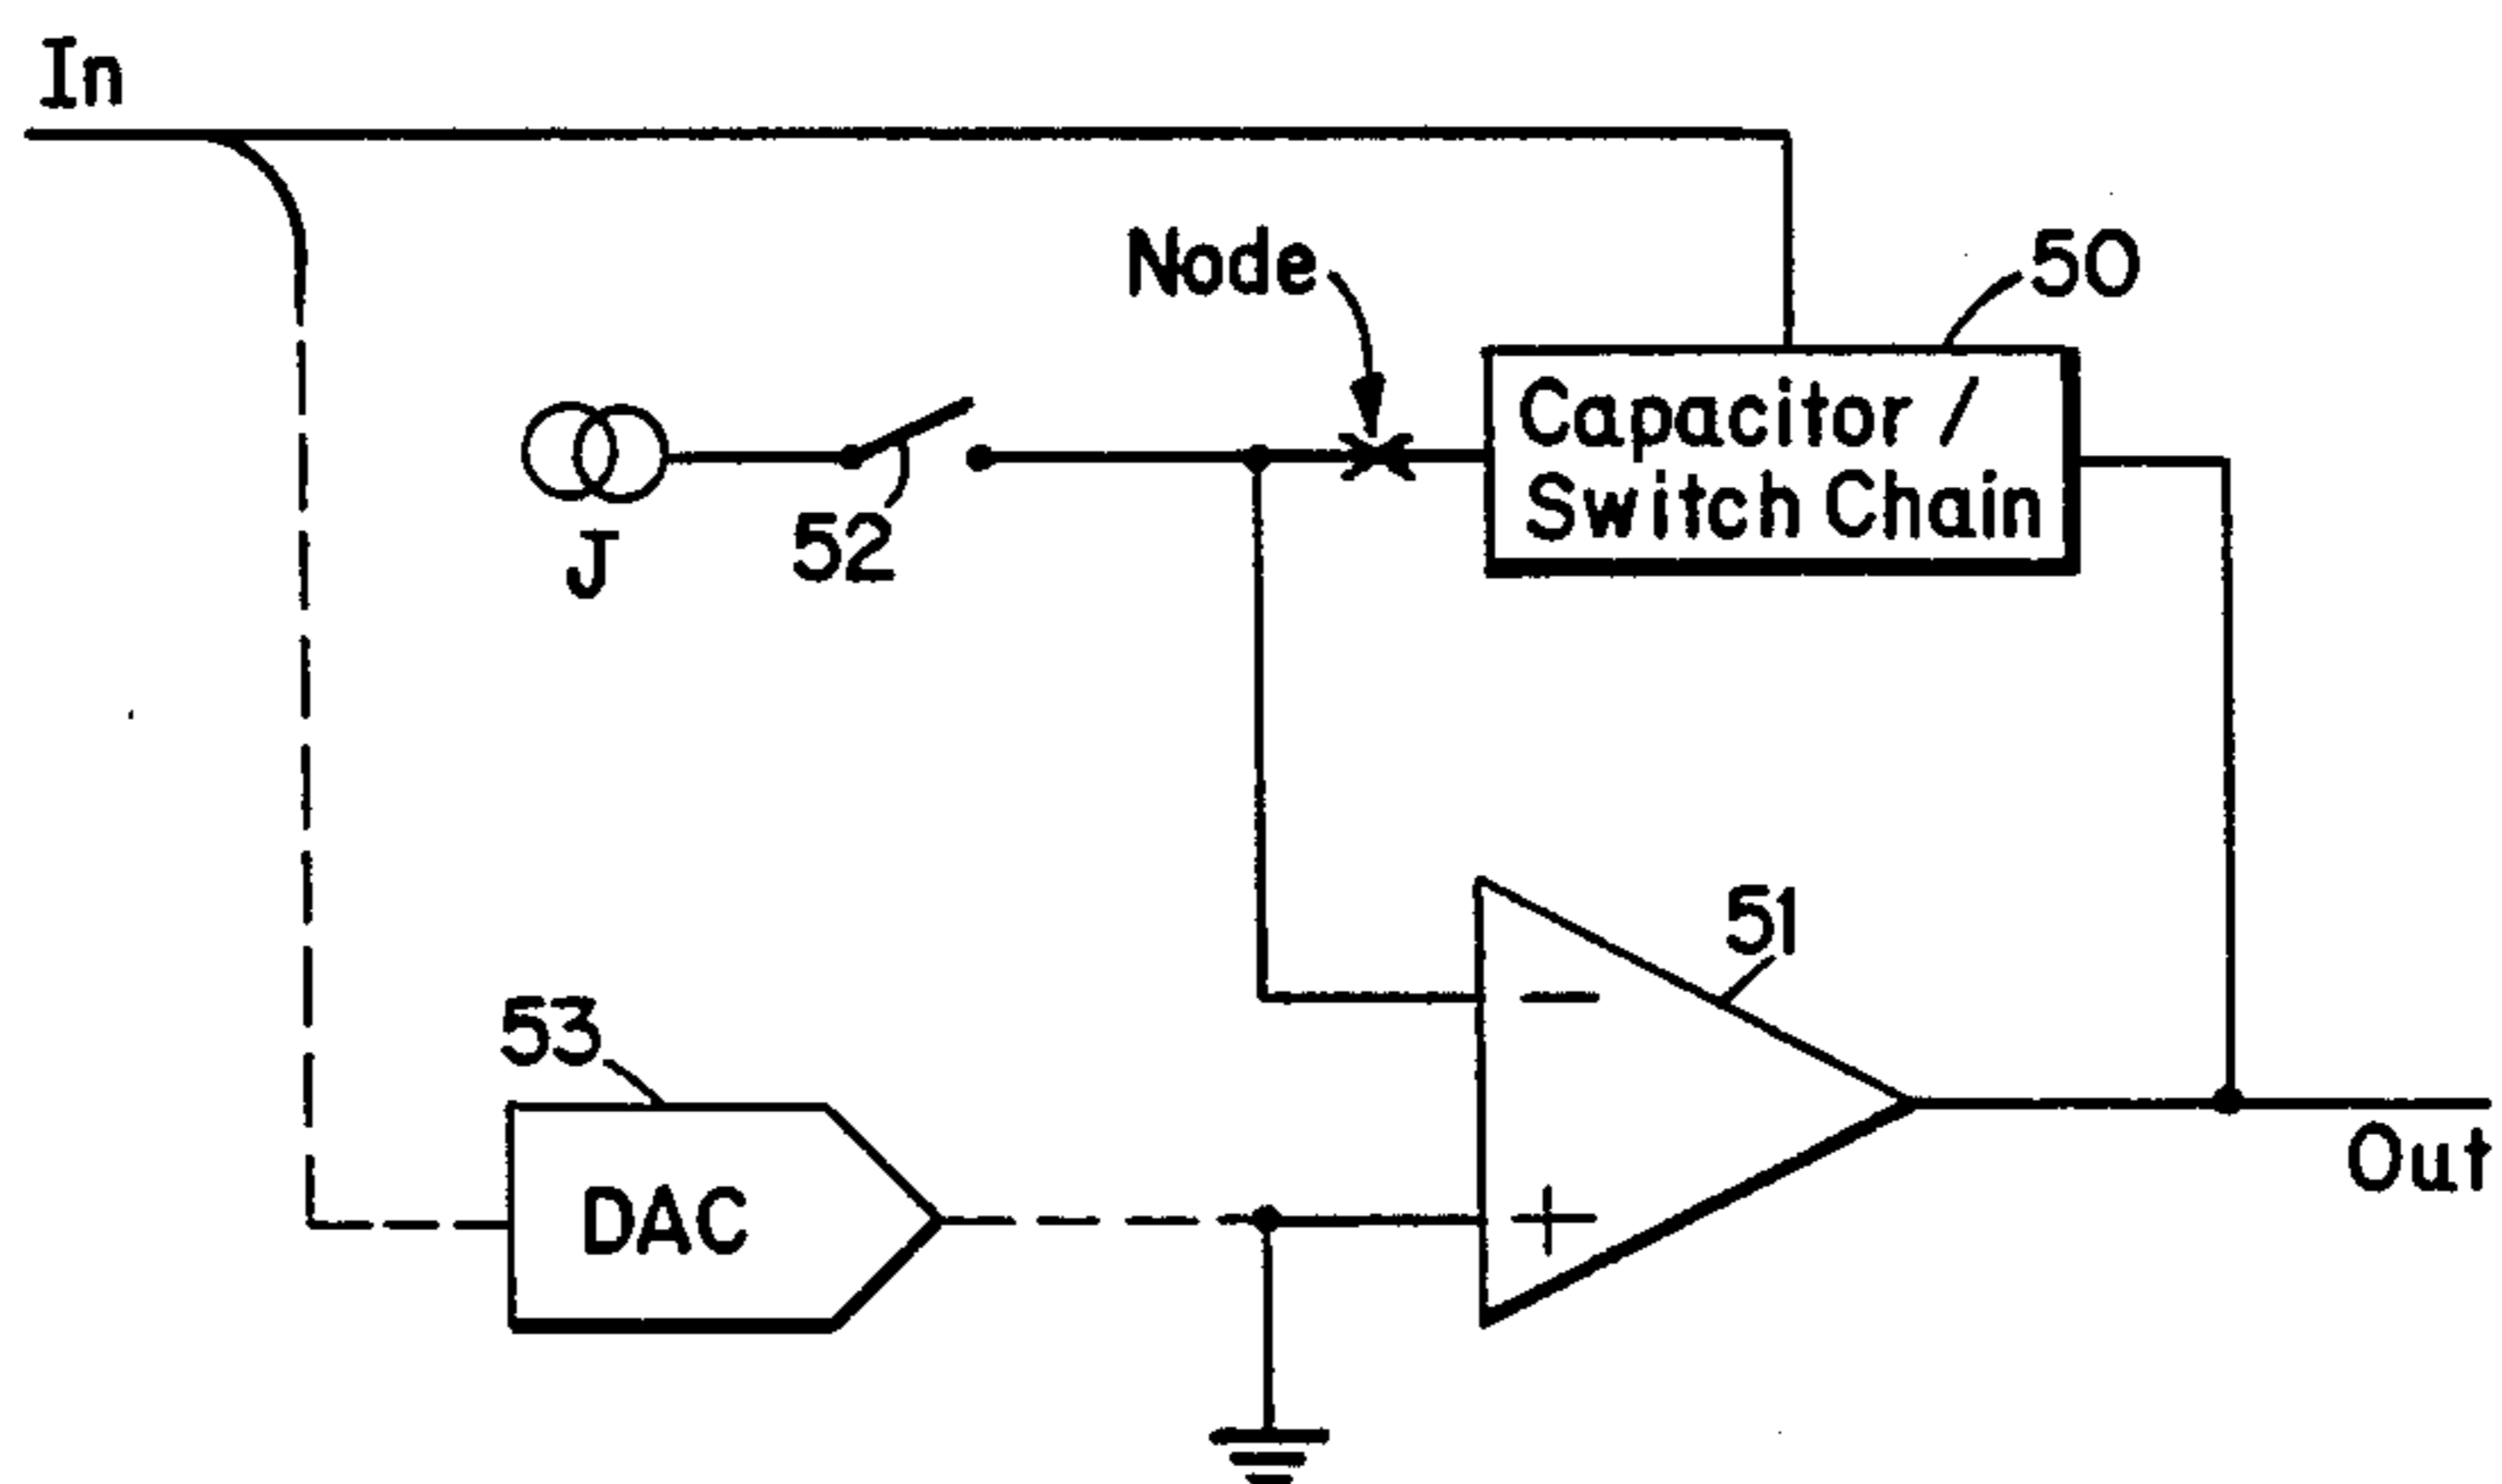 In
Node
50
Capacitor /
Switch Chain
52
J
51
53
DAC
Out